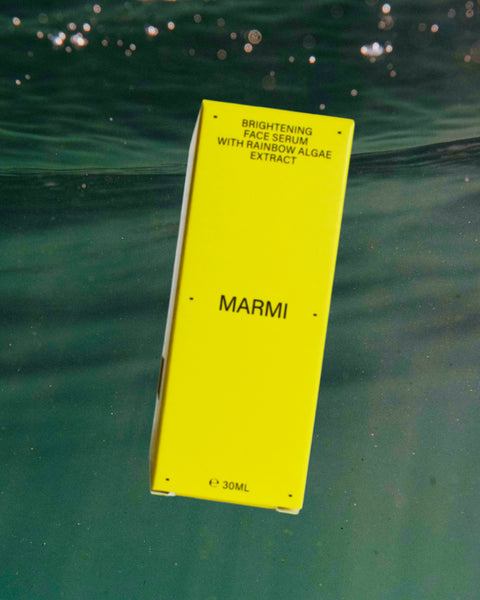 BRIGHTENING
FACE SERUM
WITH RAINBOW ALGAE
EXTRACT
MARMI
℮ 30ML